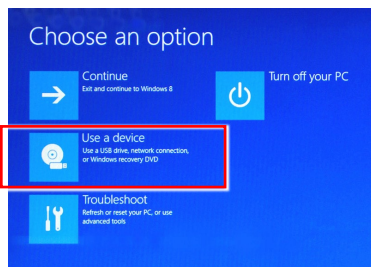 Choose an option
Continue
Exit and continue to Windows 8
Turn off your PC
Use a device
Use a USB drive, network connection,
or Windows recovery DVD
Troubleshoot
Refresh or reset your PC, or use
advanced tools